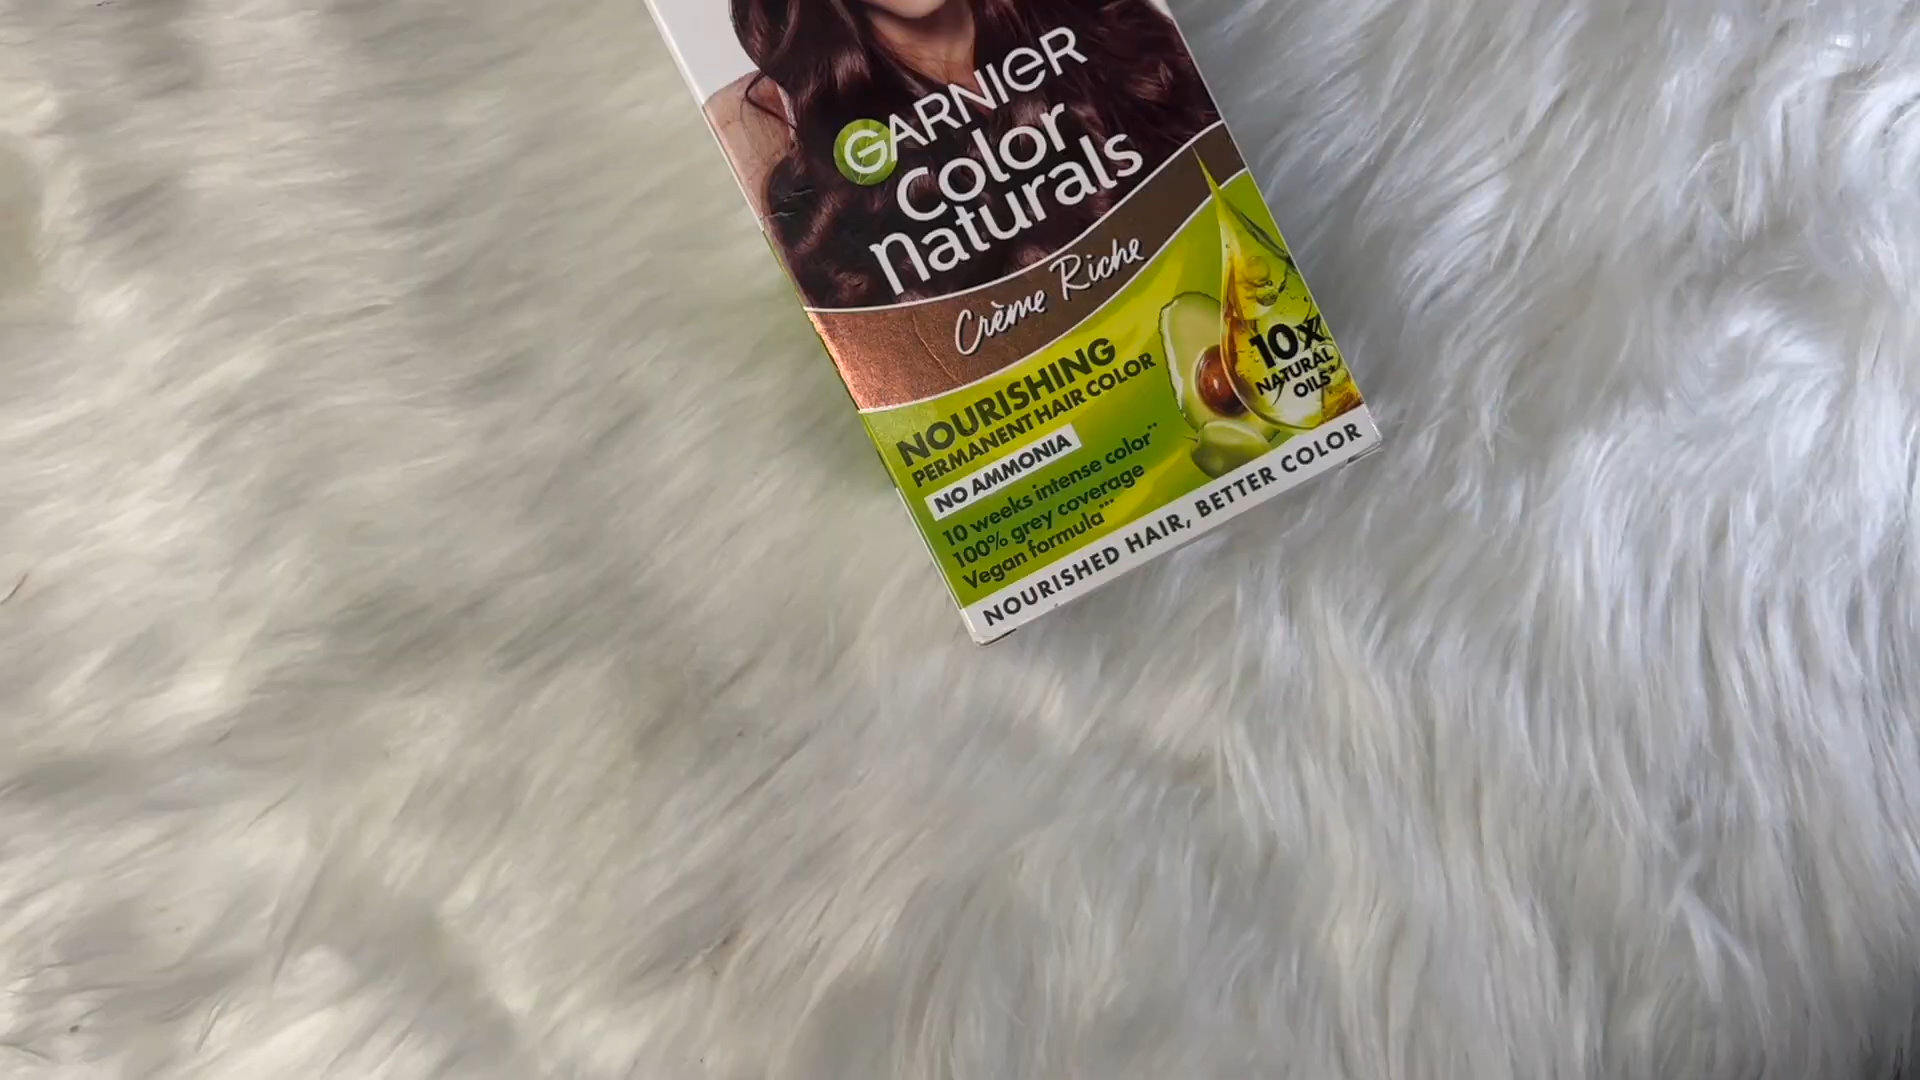 GARNIER
color
naturals
Crème Riche
NOURISHING
PERMANENT HAIR COLOR
NO AMMONIA
10 weeks intense color**
100% grey coverage
Vegan formula***
10x
NATURAL
OILS*
NOURISHED HAIR, BETTER COLOR